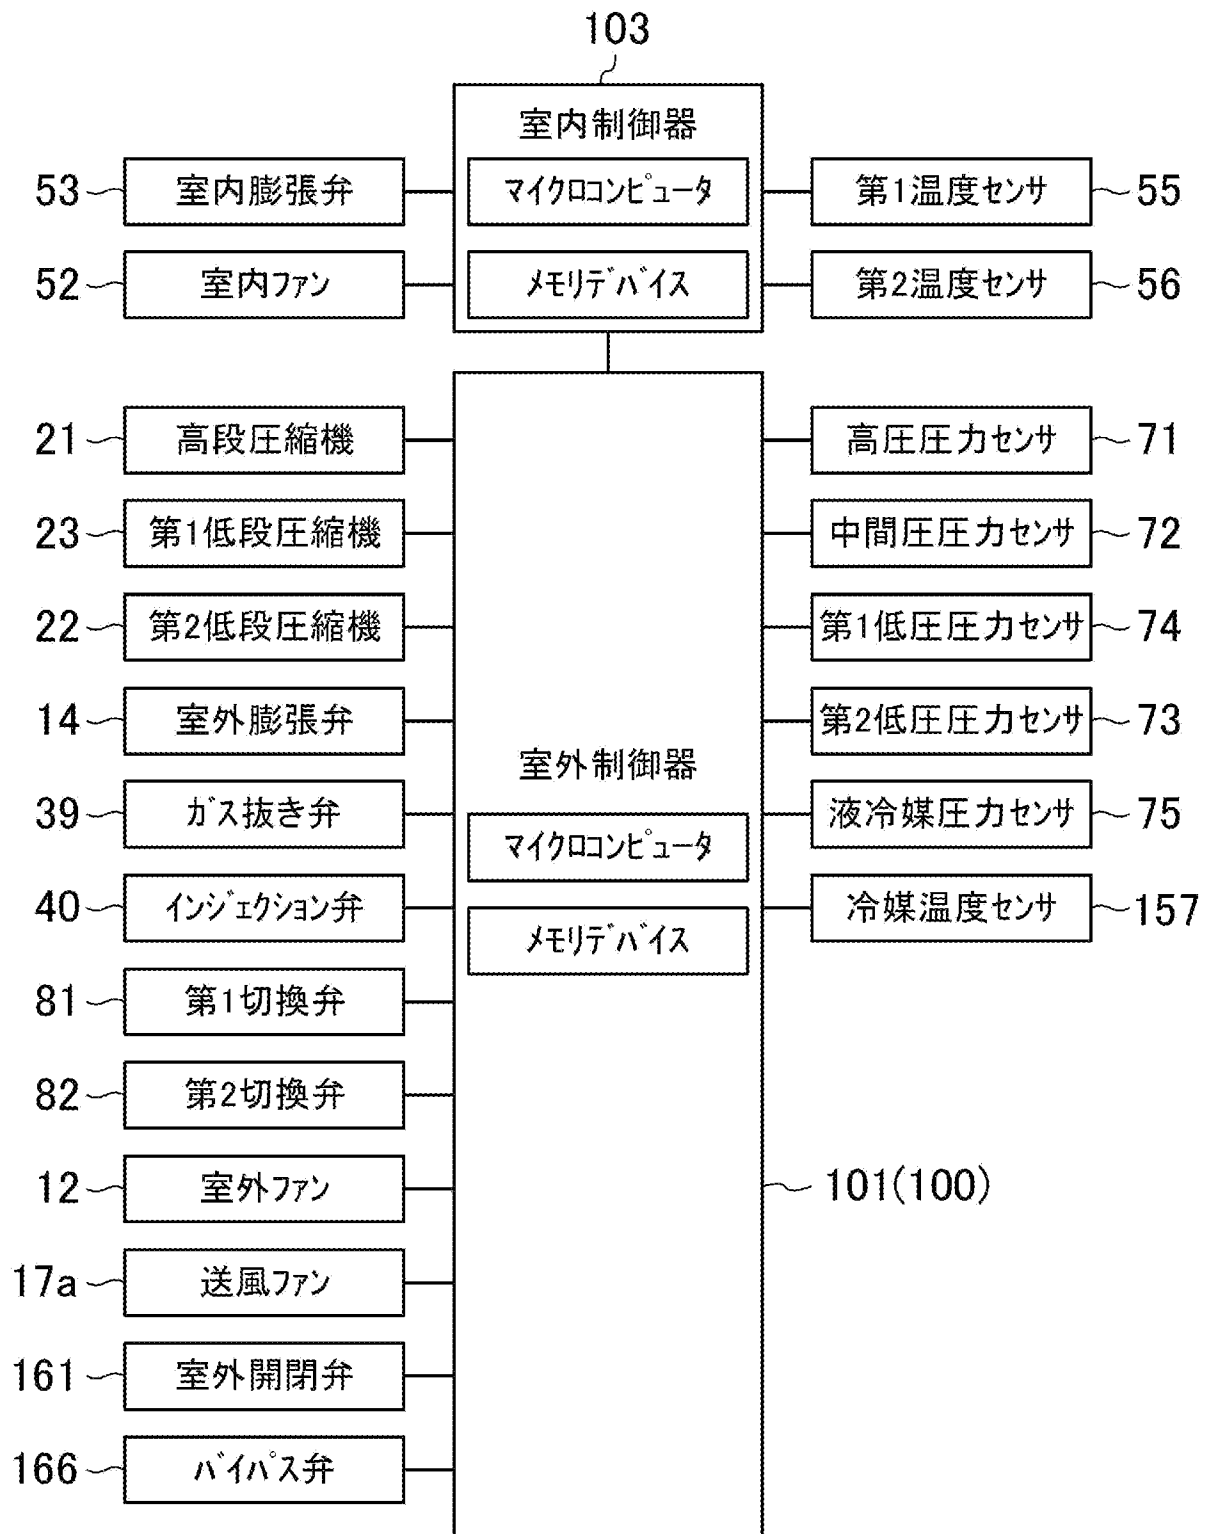 103
室内制御器
53 室内膨張弁 マイクロコンピュータ 第1温度センサ 55
52 室内ファン メモリデバイス 第2温度センサ 56
21 高段圧縮機 高圧圧力センサ 71
23 第1低段圧縮機 中間圧圧力センサ 72
22 第2低段圧縮機 第1低圧圧力センサ 74
14 室外膨張弁 第2低圧圧力センサ 73
室外制御器
39 ガス抜き弁 液冷媒圧力センサ 75
マイクロコンピュータ
40 インジェクション弁 冷媒温度センサ 157
メモリデバイス
81 第1切換弁
82 第2切換弁
12 室外ファン 101(100)
17a 送風ファン
161 室外開閉弁
166 バイパス弁